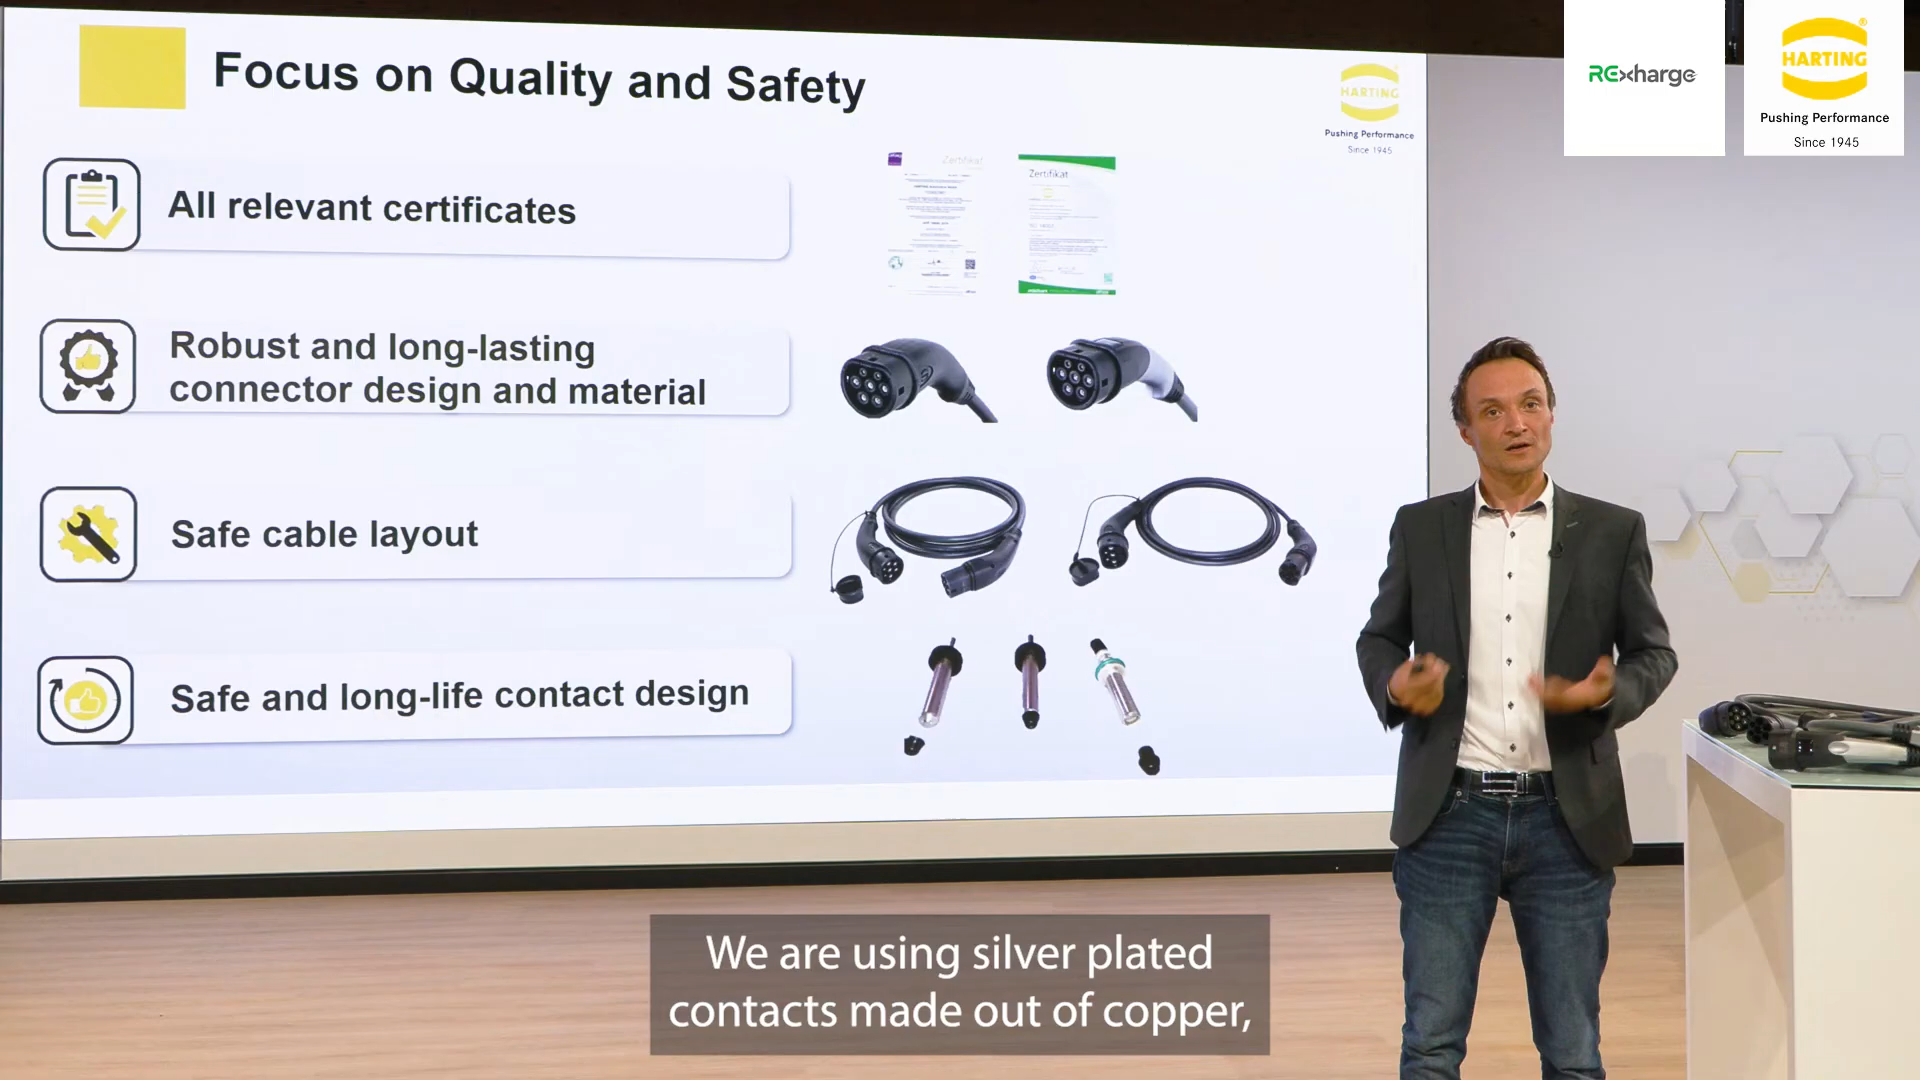 Focus on Quality and Safety
HARTING
Pushing Performance
Since 1945
RExharge
HARTING
®
Pushing Performance
Since 1945
All relevant certificates
Zertifikat
Zertifikat
Robust and long-lasting
connector design and material
Safe cable layout
Safe and long-life contact design
We are using silver plated
contacts made out of copper,